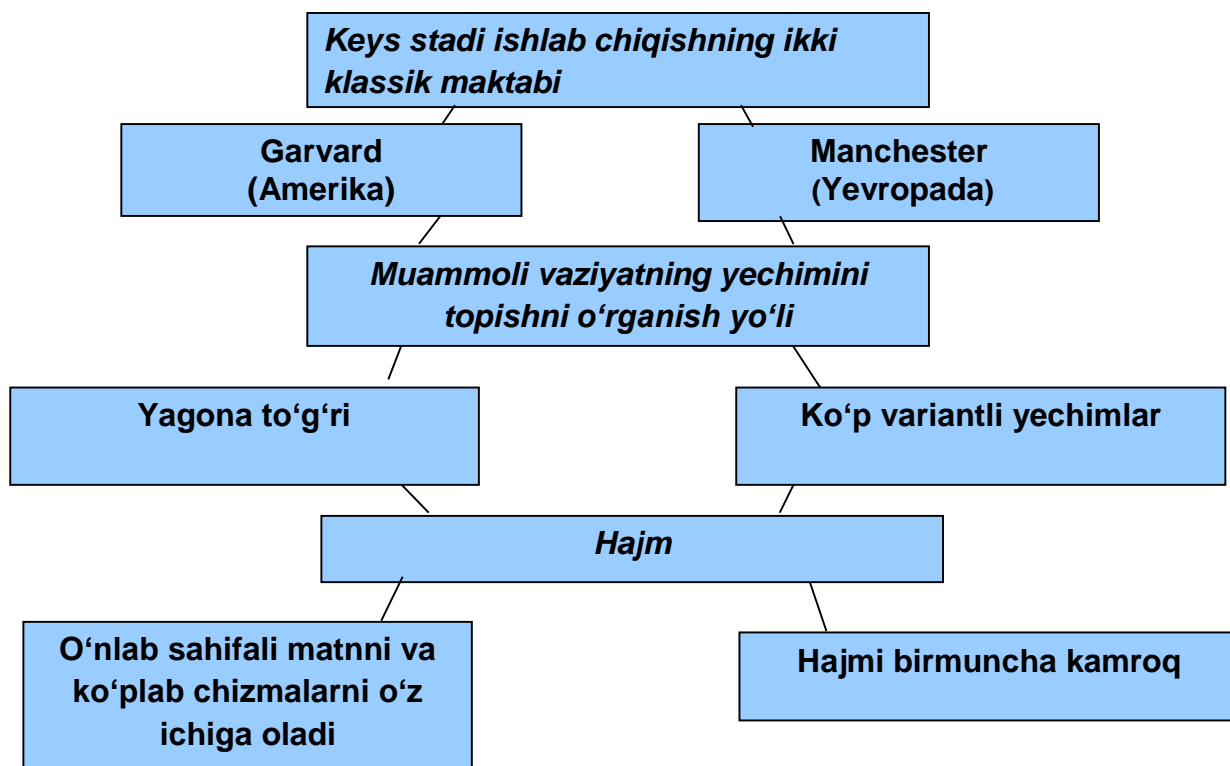 Keys stadi ishlab chiqishning ikki
klassik maktabi
Garvard
(Amerika)
Manchester
(Yevropada)
Muammoli vaziyatning yechimini
topishni o‘rganish yo‘li
Yagona to‘g‘ri
Ko‘p variantli yechimlar
Hajm
O‘nlab sahifali matnni va
ko‘plab chizmalarni o‘z
ichiga oladi
Hajmi birmuncha kamroq